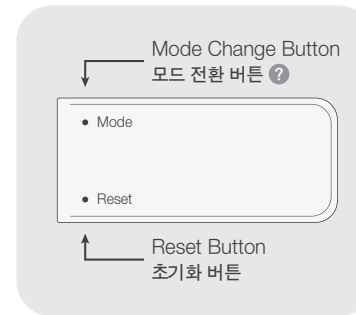 Mode Change Button
모드 전환 버튼 ?
• Mode
• Reset
Reset Button
초기화 버튼